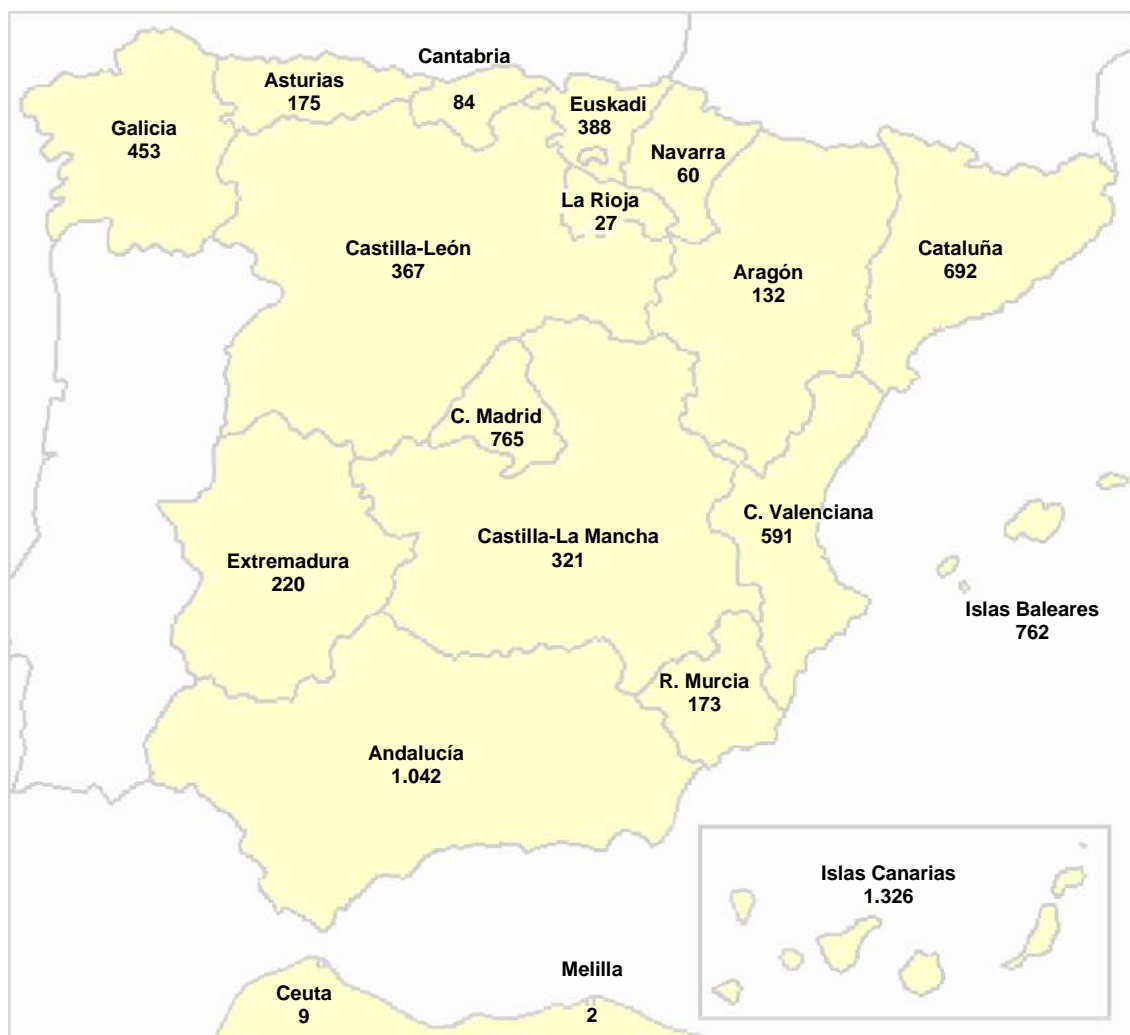 Cantabria
84
Asturias
175
Euskadi
388
Galicia
453
Navarra
60
La Rioja
27
Castilla-León
367
Aragón
132
Cataluña
692
C. Madrid
765
C. Valenciana
591
Castilla-La Mancha
321
Extremadura
220
Islas Baleares
762
R. Murcia
173
Andalucía
1.042
Islas Canarias
1.326
Melilla
2
Ceuta
9